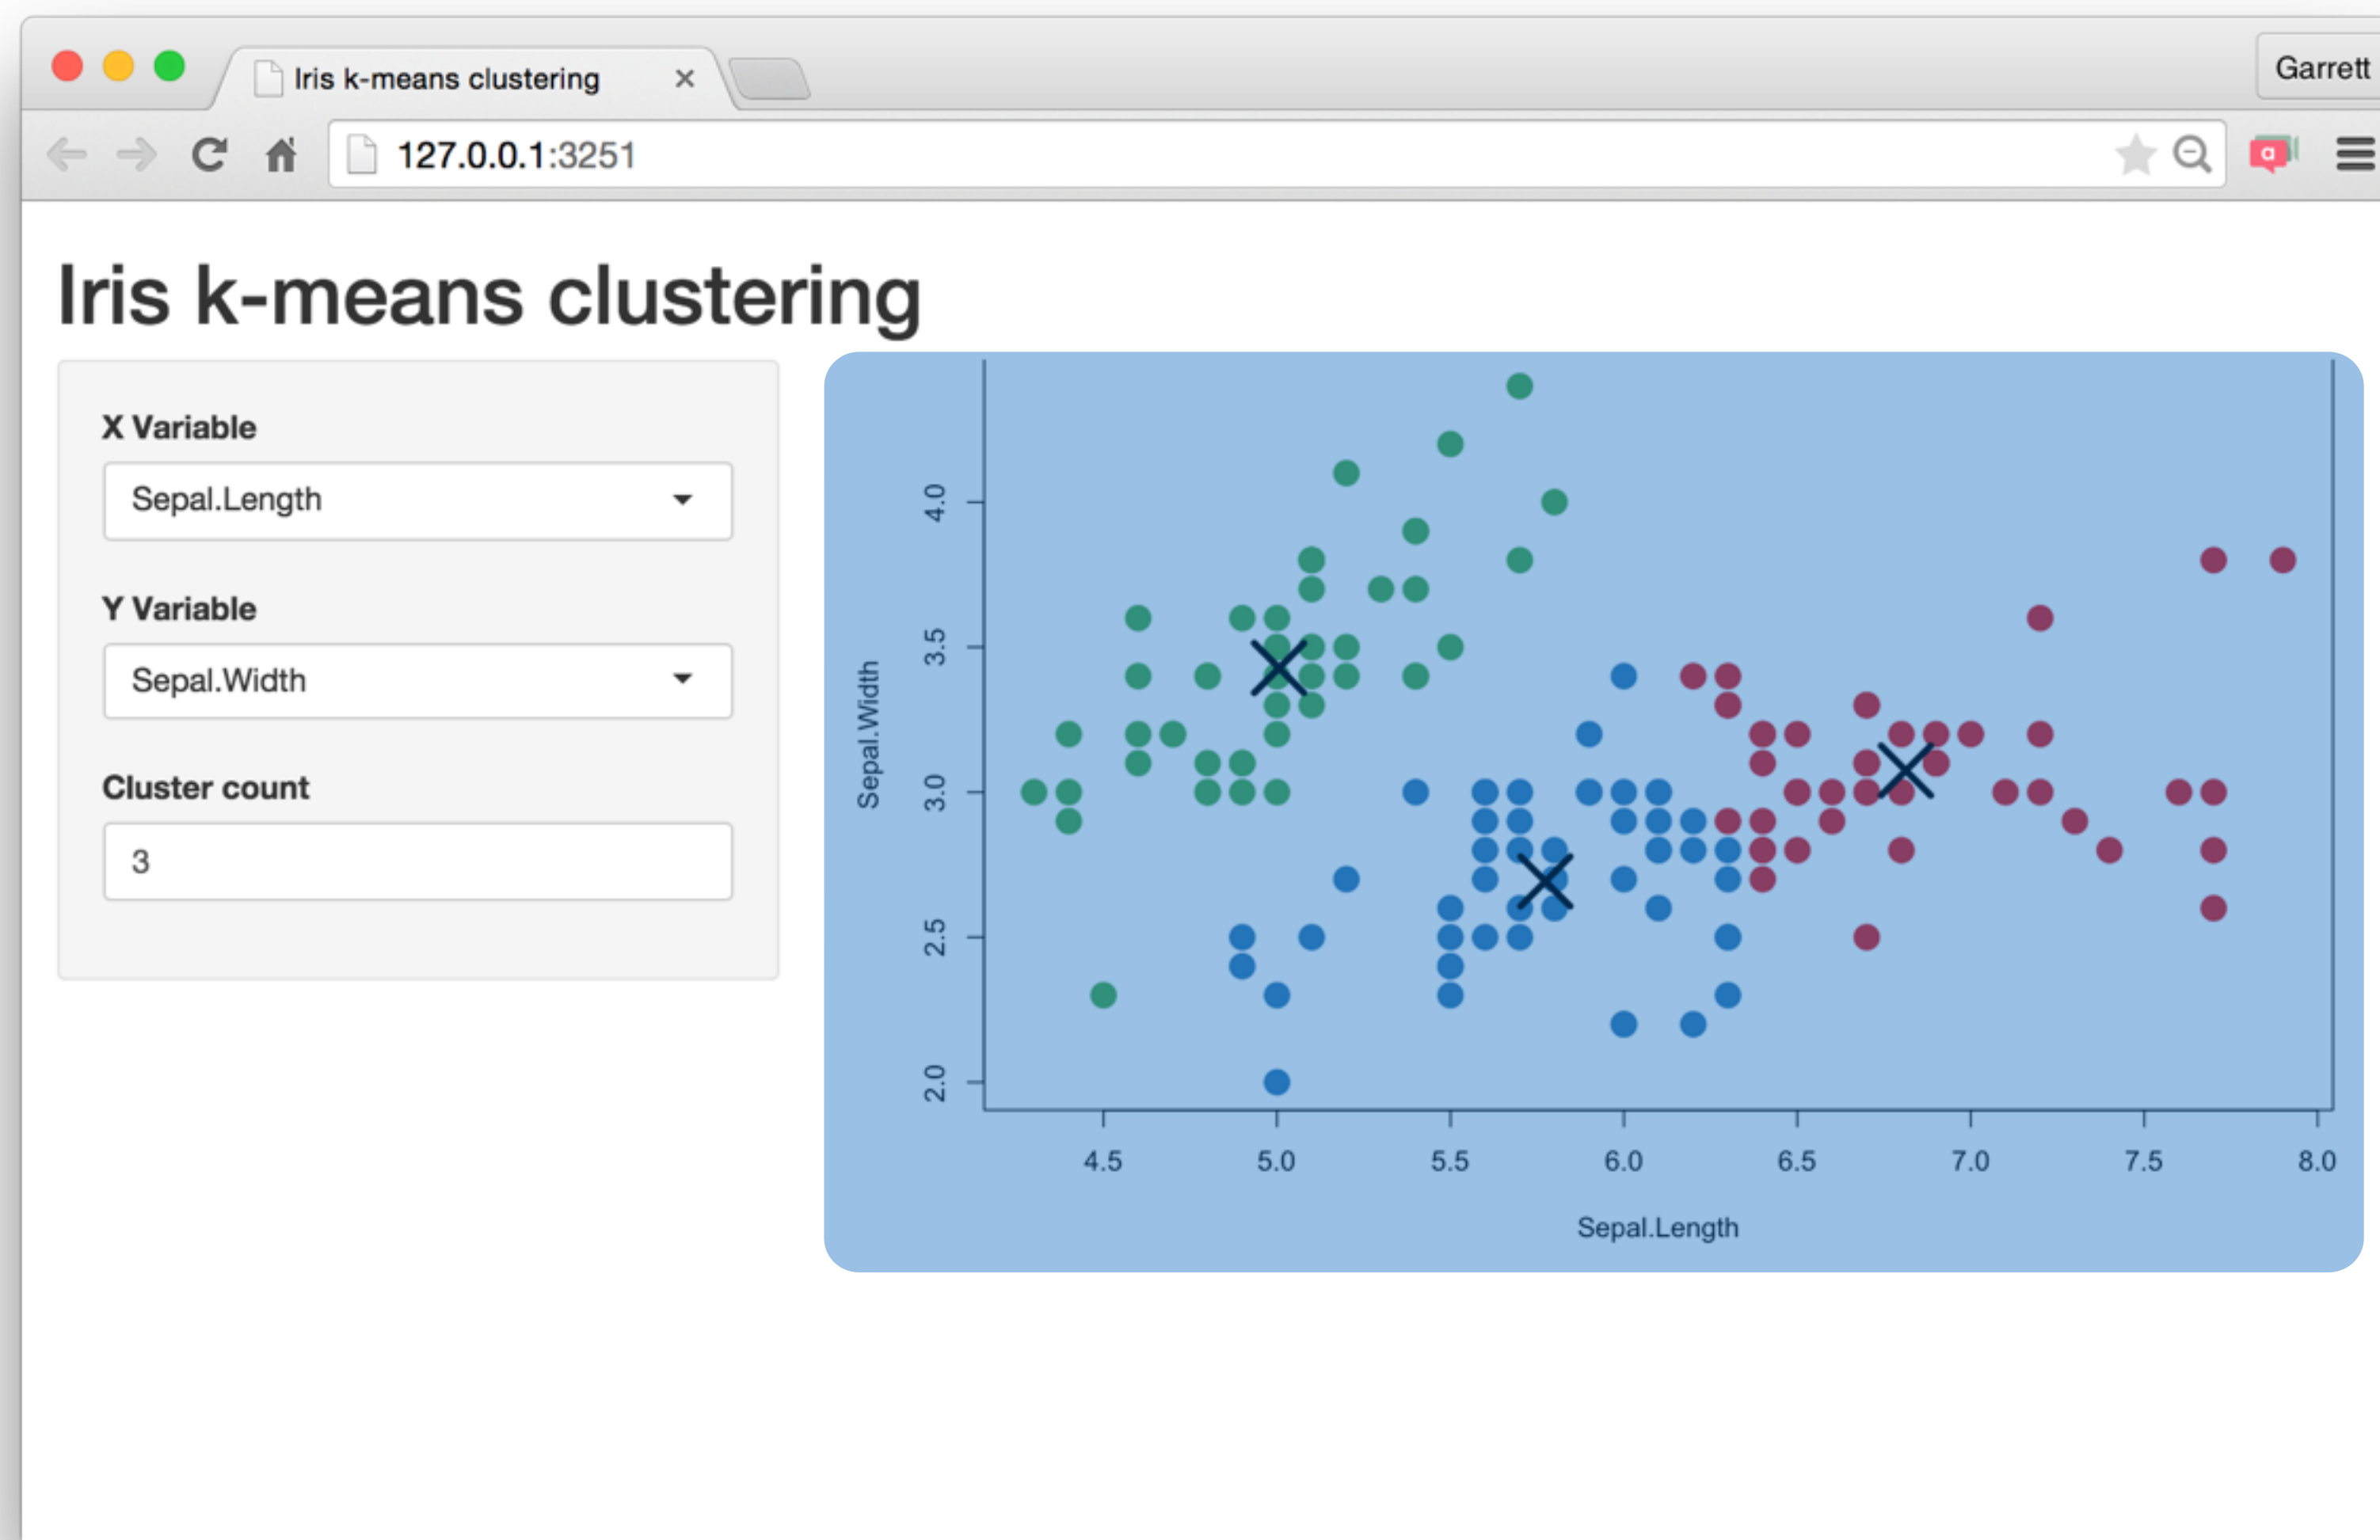 Iris k-means clustering
Garrett
127.0.0.1:3251
a
Iris k-means clustering
X Variable
Sepal.Length
Y Variable
Sepal.Width
Cluster count
3
Sepal.Width
4.0
3.5
3.0
2.5
2.0
4.5 5.0 5.5 6.0 6.5 7.0 7.5 8.0
Sepal.Length